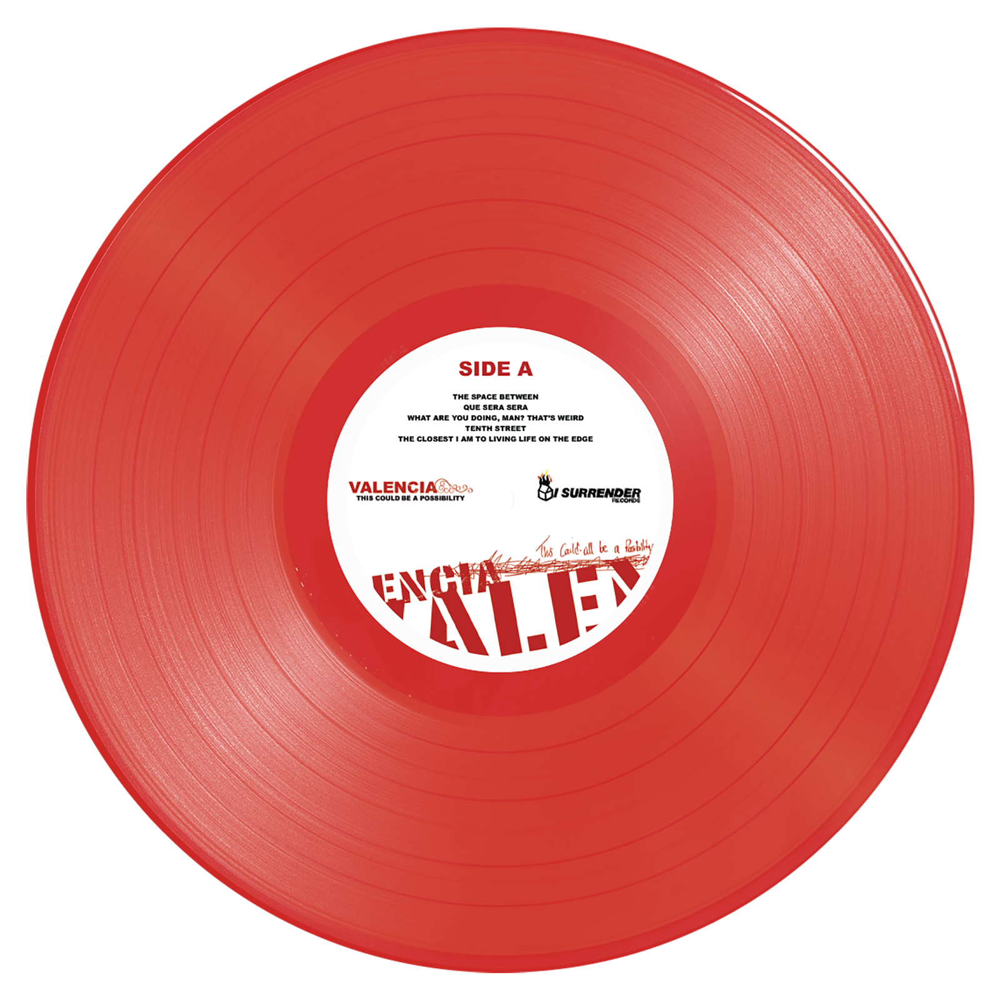 SIDE A
THE SPACE BETWEEN
QUE SERA SERA
WHAT ARE YOU DOING, MAN? THAT'S WEIRD
TENTH STREET
THE CLOSEST I AM TO LIVING LIFE ON THE EDGE
VALENCIA
THIS COULD BE A POSSIBILITY
I SURRENDER
RECORDS
This Could all be a Possibility
ENCIA
VALEN